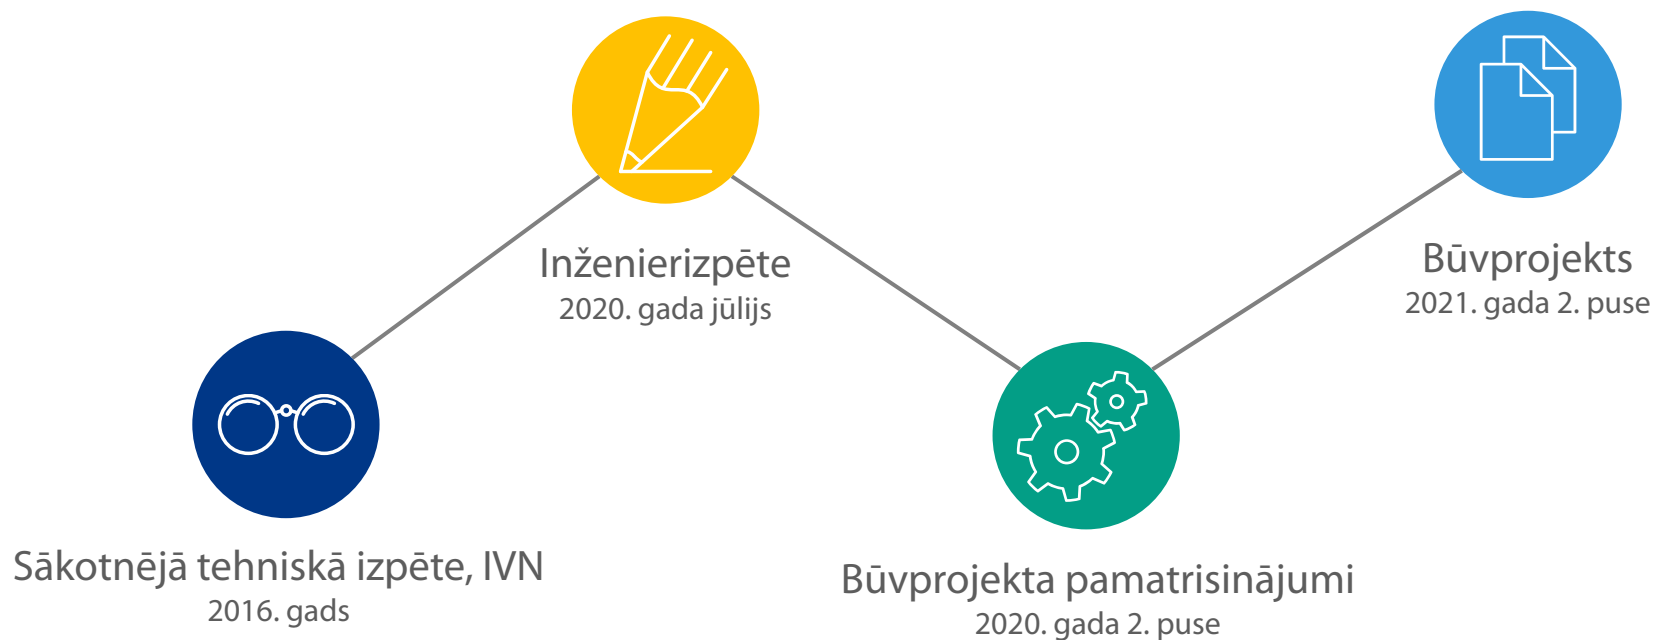 Sākotnējā tehniskā izpēte, IVN
2016. gads
Inženierizpēte
2020. gada jūlijs
Būvprojekta pamatrisinājumi
2020. gada 2. puse
Būvprojekts
2021. gada 2. puse